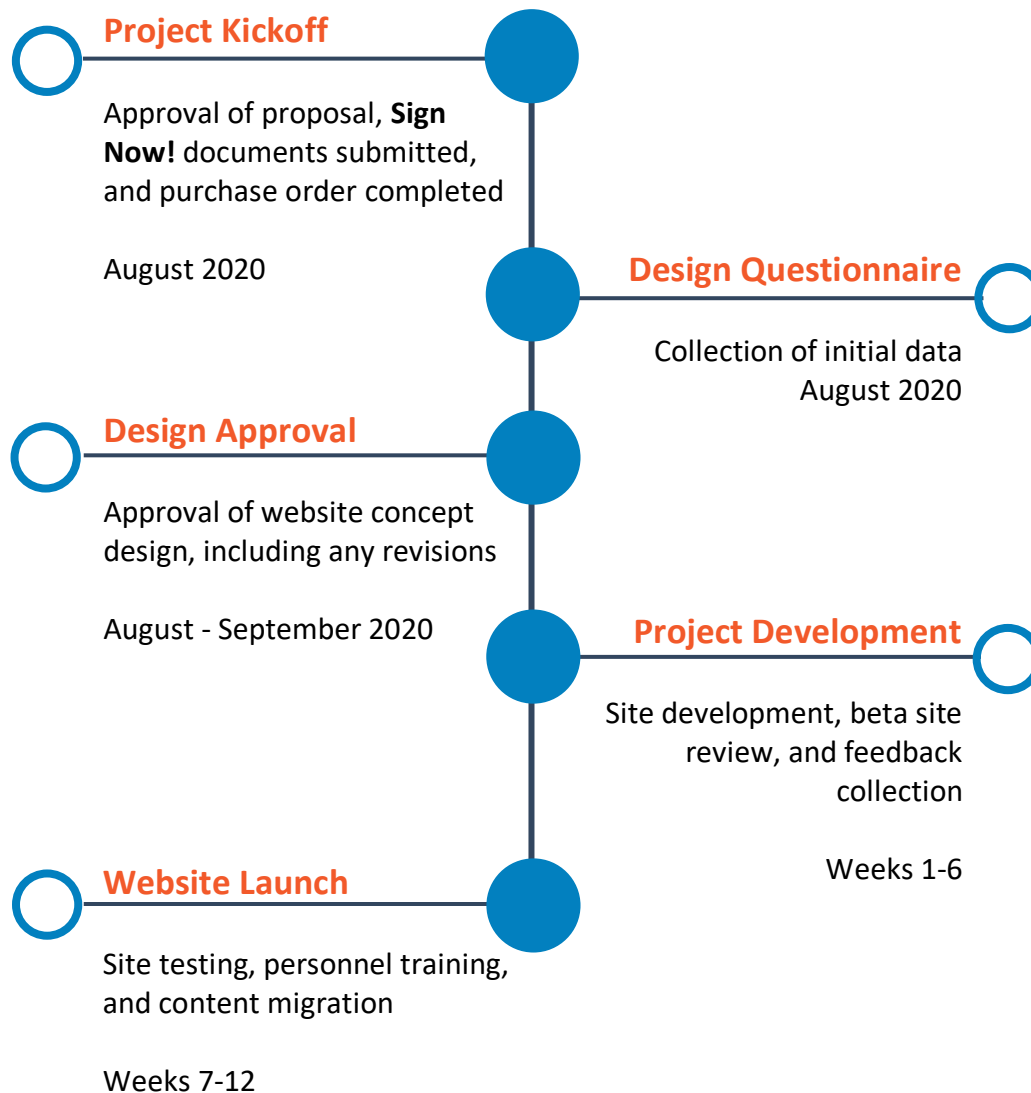 Project Kickoff
Approval of proposal, Sign
Now! documents submitted,
and purchase order completed
August 2020
Design Questionnaire
Collection of initial data
August 2020
Design Approval
Approval of website concept
design, including any revisions
August - September 2020
Project Development
Site development, beta site
review, and feedback
collection
Weeks 1-6
Website Launch
Site testing, personnel training,
and content migration
Weeks 7-12